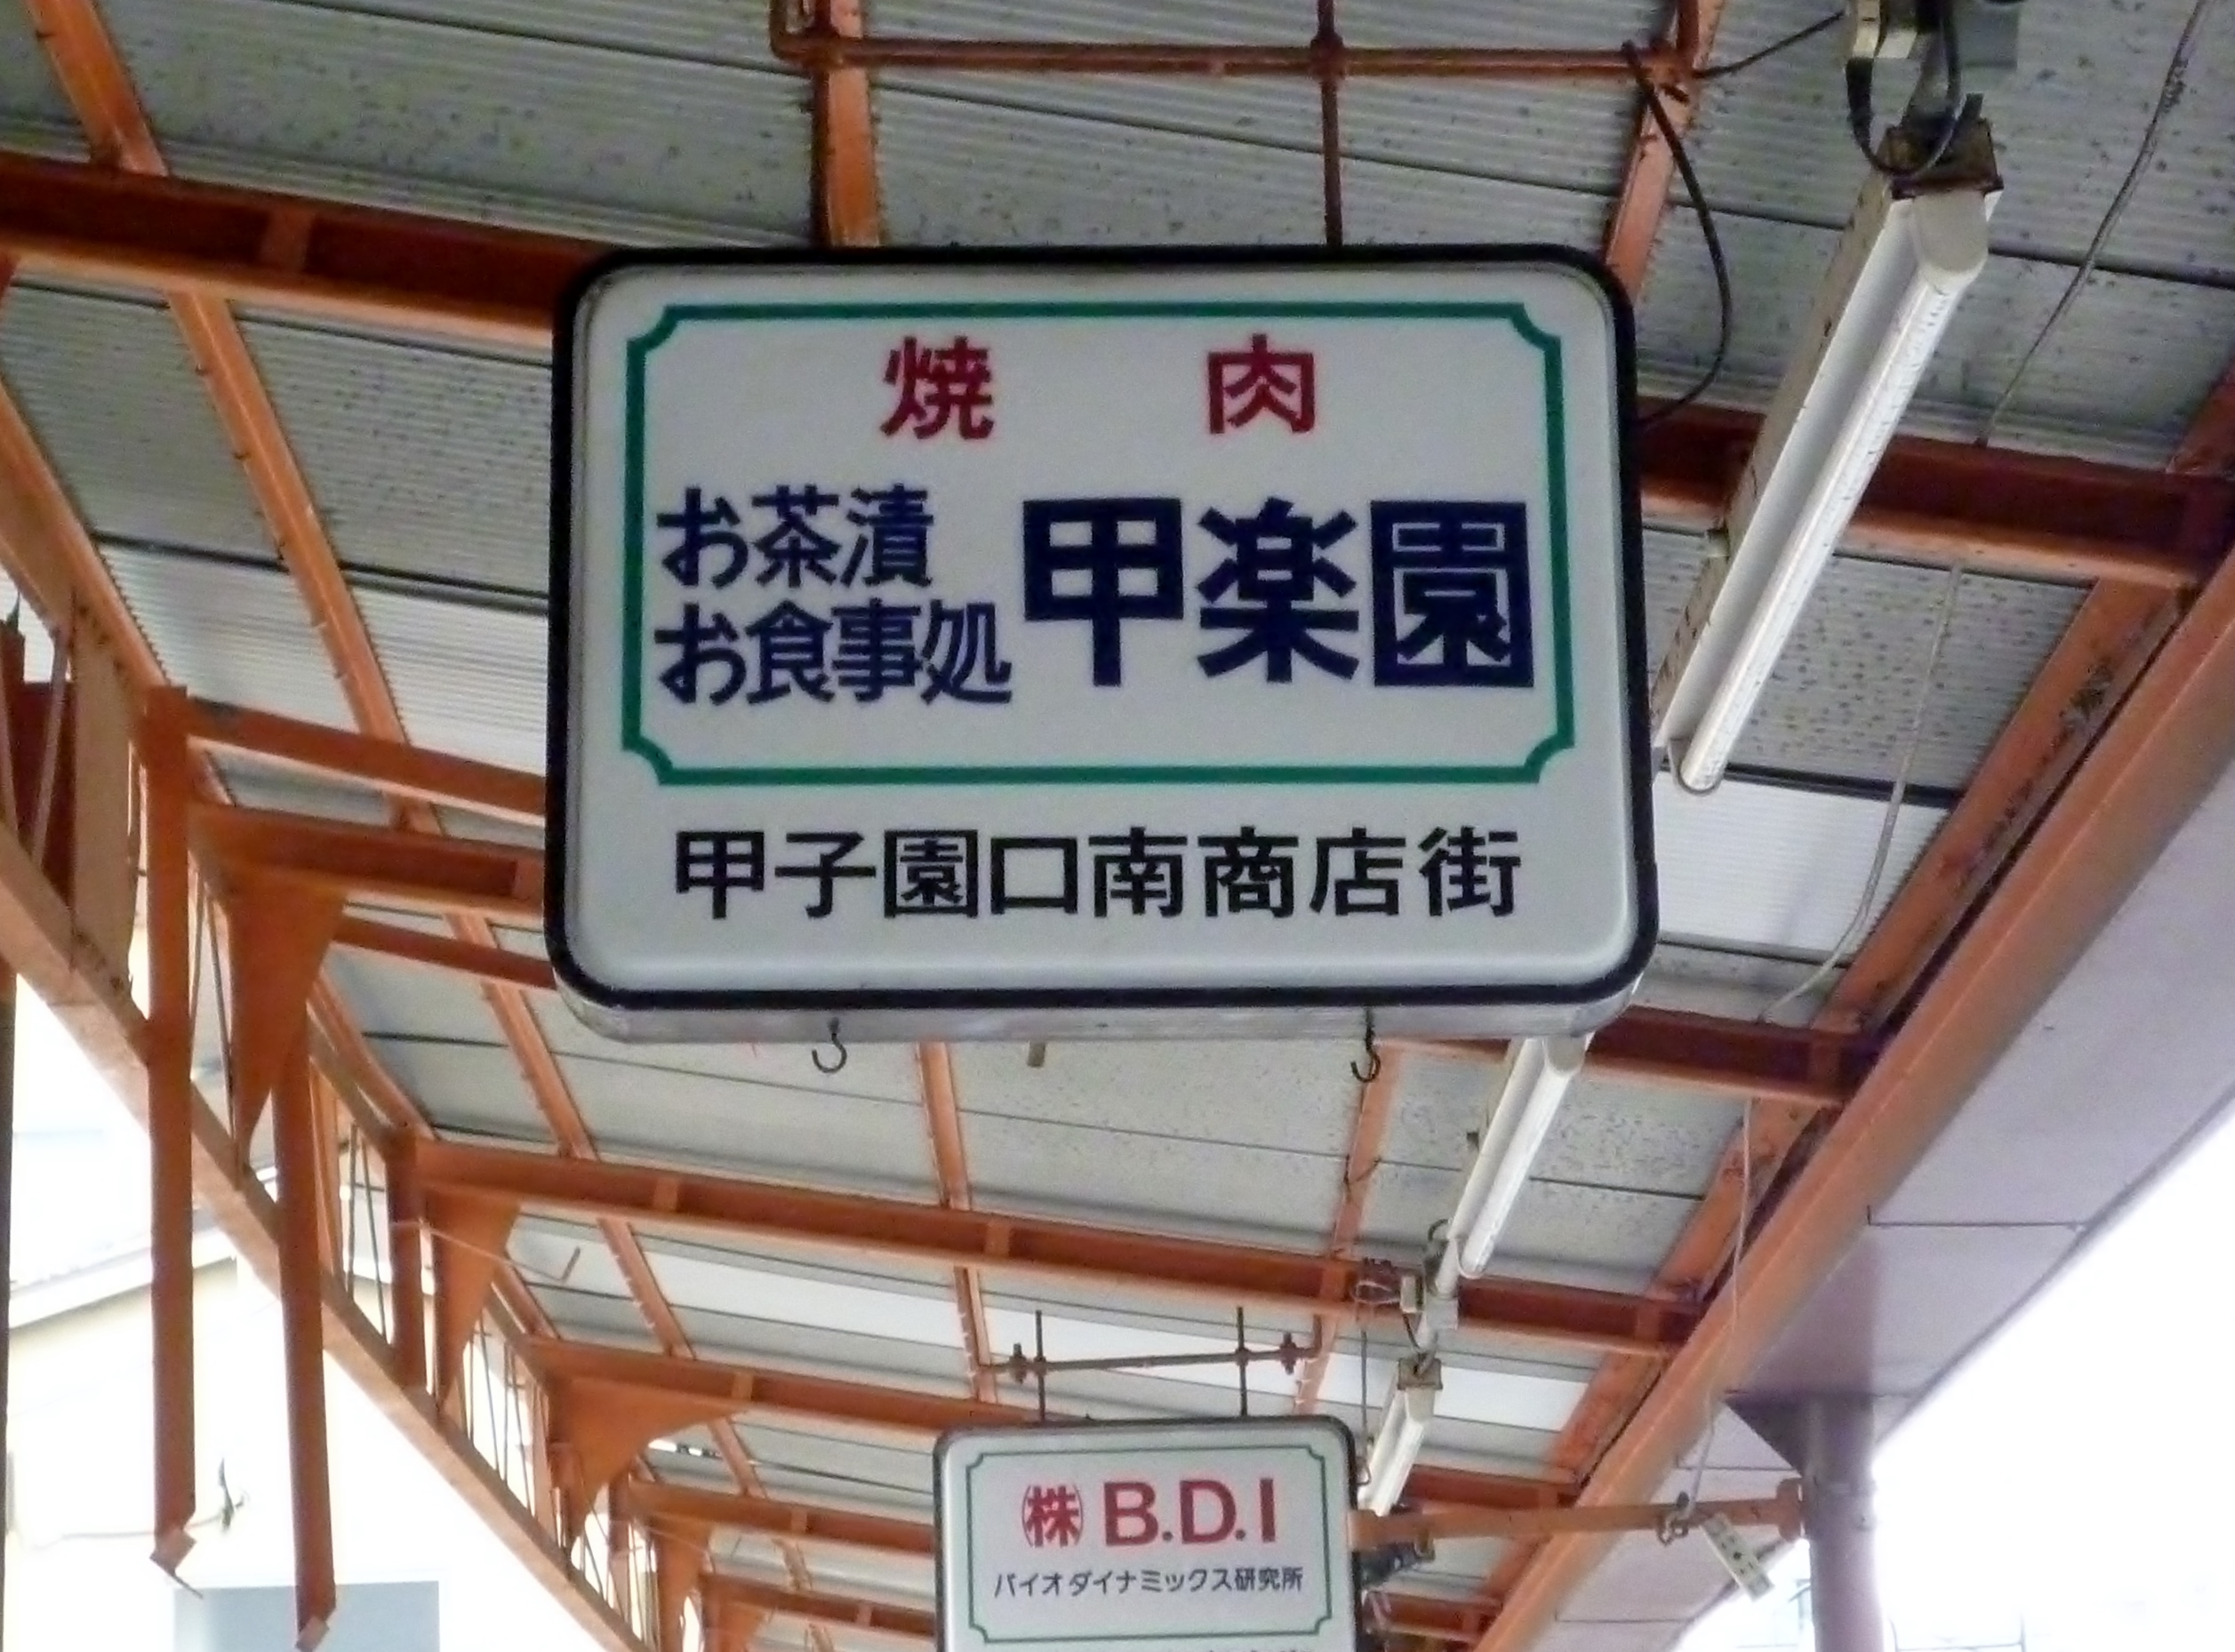 焼肉
お茶漬
お食事処
甲楽園
甲子園口南商店街
㈱B.D.I
バイオダイナミックス研究所